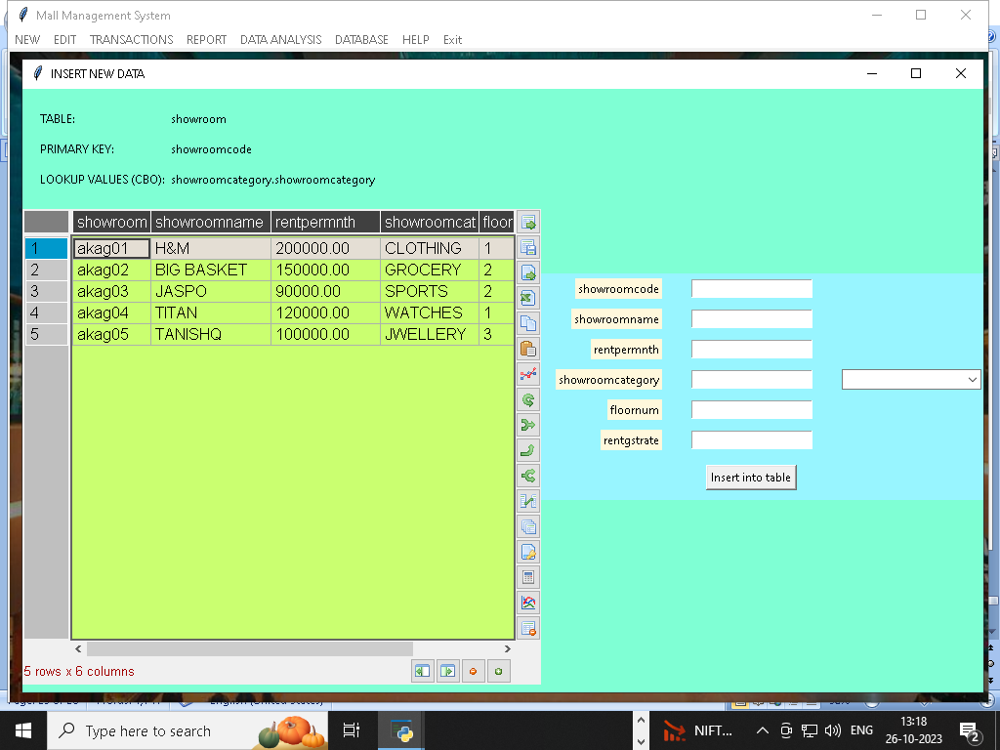 Mall Management System
NEW EDIT TRANSACTIONS REPORT DATA ANALYSIS DATABASE HELP Exit
INSERT NEW DATA
TABLE: showroom
PRIMARY KEY: showroomcode
LOOKUP VALUES (CBO): showroomcategory.showroomcategory
showroom showroomname rentpermnth showroomcat floor
1 akag01 H&M 200000.00 CLOTHING 1
2 akag02 BIG BASKET 150000.00 GROCERY 2
3 akag03 JASPO 90000.00 SPORTS 2
4 akag04 TITAN 120000.00 WATCHES 1
5 akag05 TANISHQ 100000.00 JWELLERY 3
showroomcode
showroomname
rentpermnth
showroomcategory
floornum
rentgstrate
Insert into table
5 rows x 6 columns
Type here to search
NIFT...
ENG
13:18
26-10-2023
2